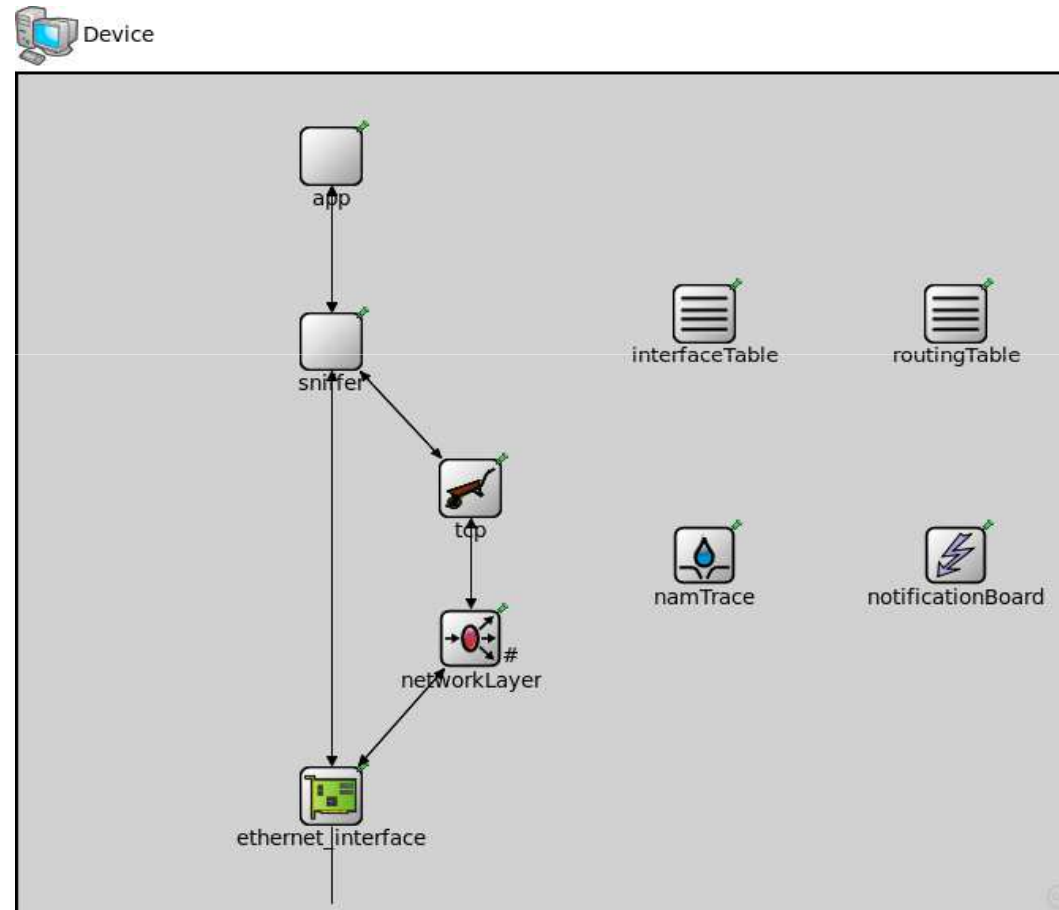 Device
app
sniffer
interfaceTable
routingTable
tcp
namTrace
notificationBoard
#
networkLayer
ethernet_interface